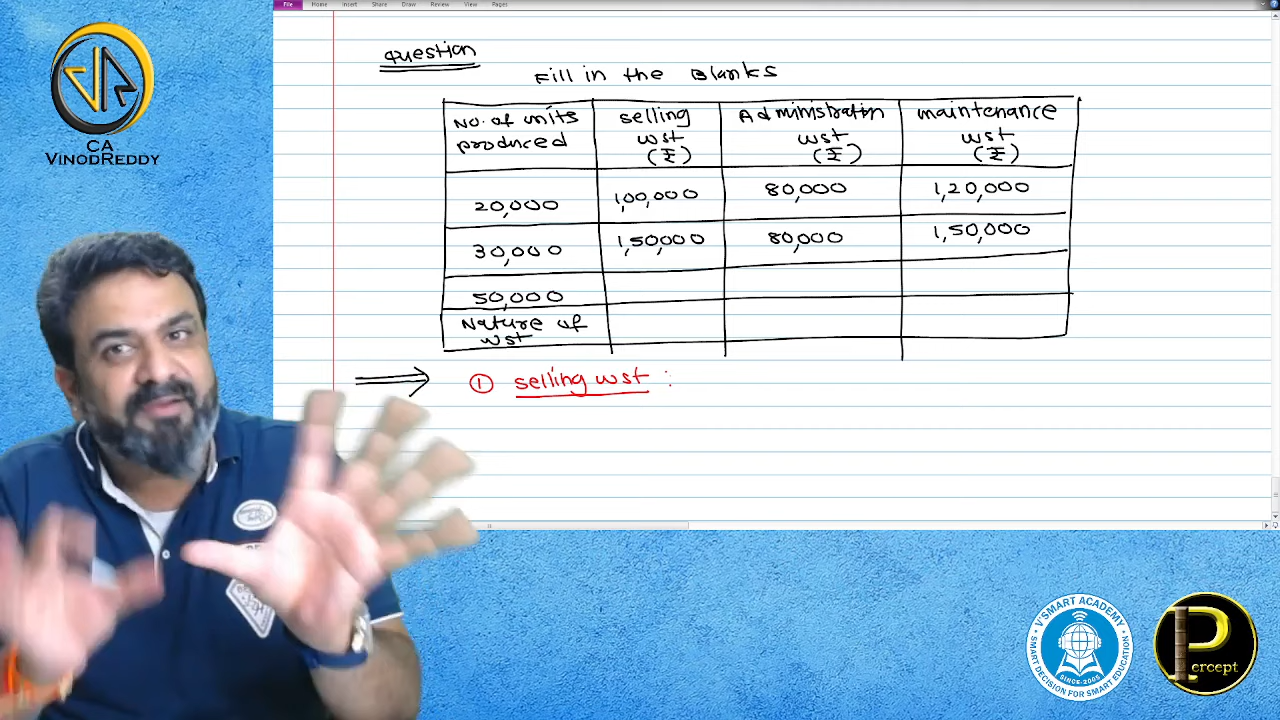 File Home Insert Share Draw Review View Pages
Question
Fill in the Blanks
No. of units produced | Selling cost (₹) | Administration cost (₹) | maintenance cost (₹)
20,000 | 1,00,000 | 80,000 | 1,20,000
30,000 | 1,50,000 | 80,000 | 1,50,000
50,000
Nature of cost
① selling cost :
CA
VINODREDDY
V'SMART ACADEMY
SINCE-2005
SMART DECISION FOR SMART EDUCATION
Percept